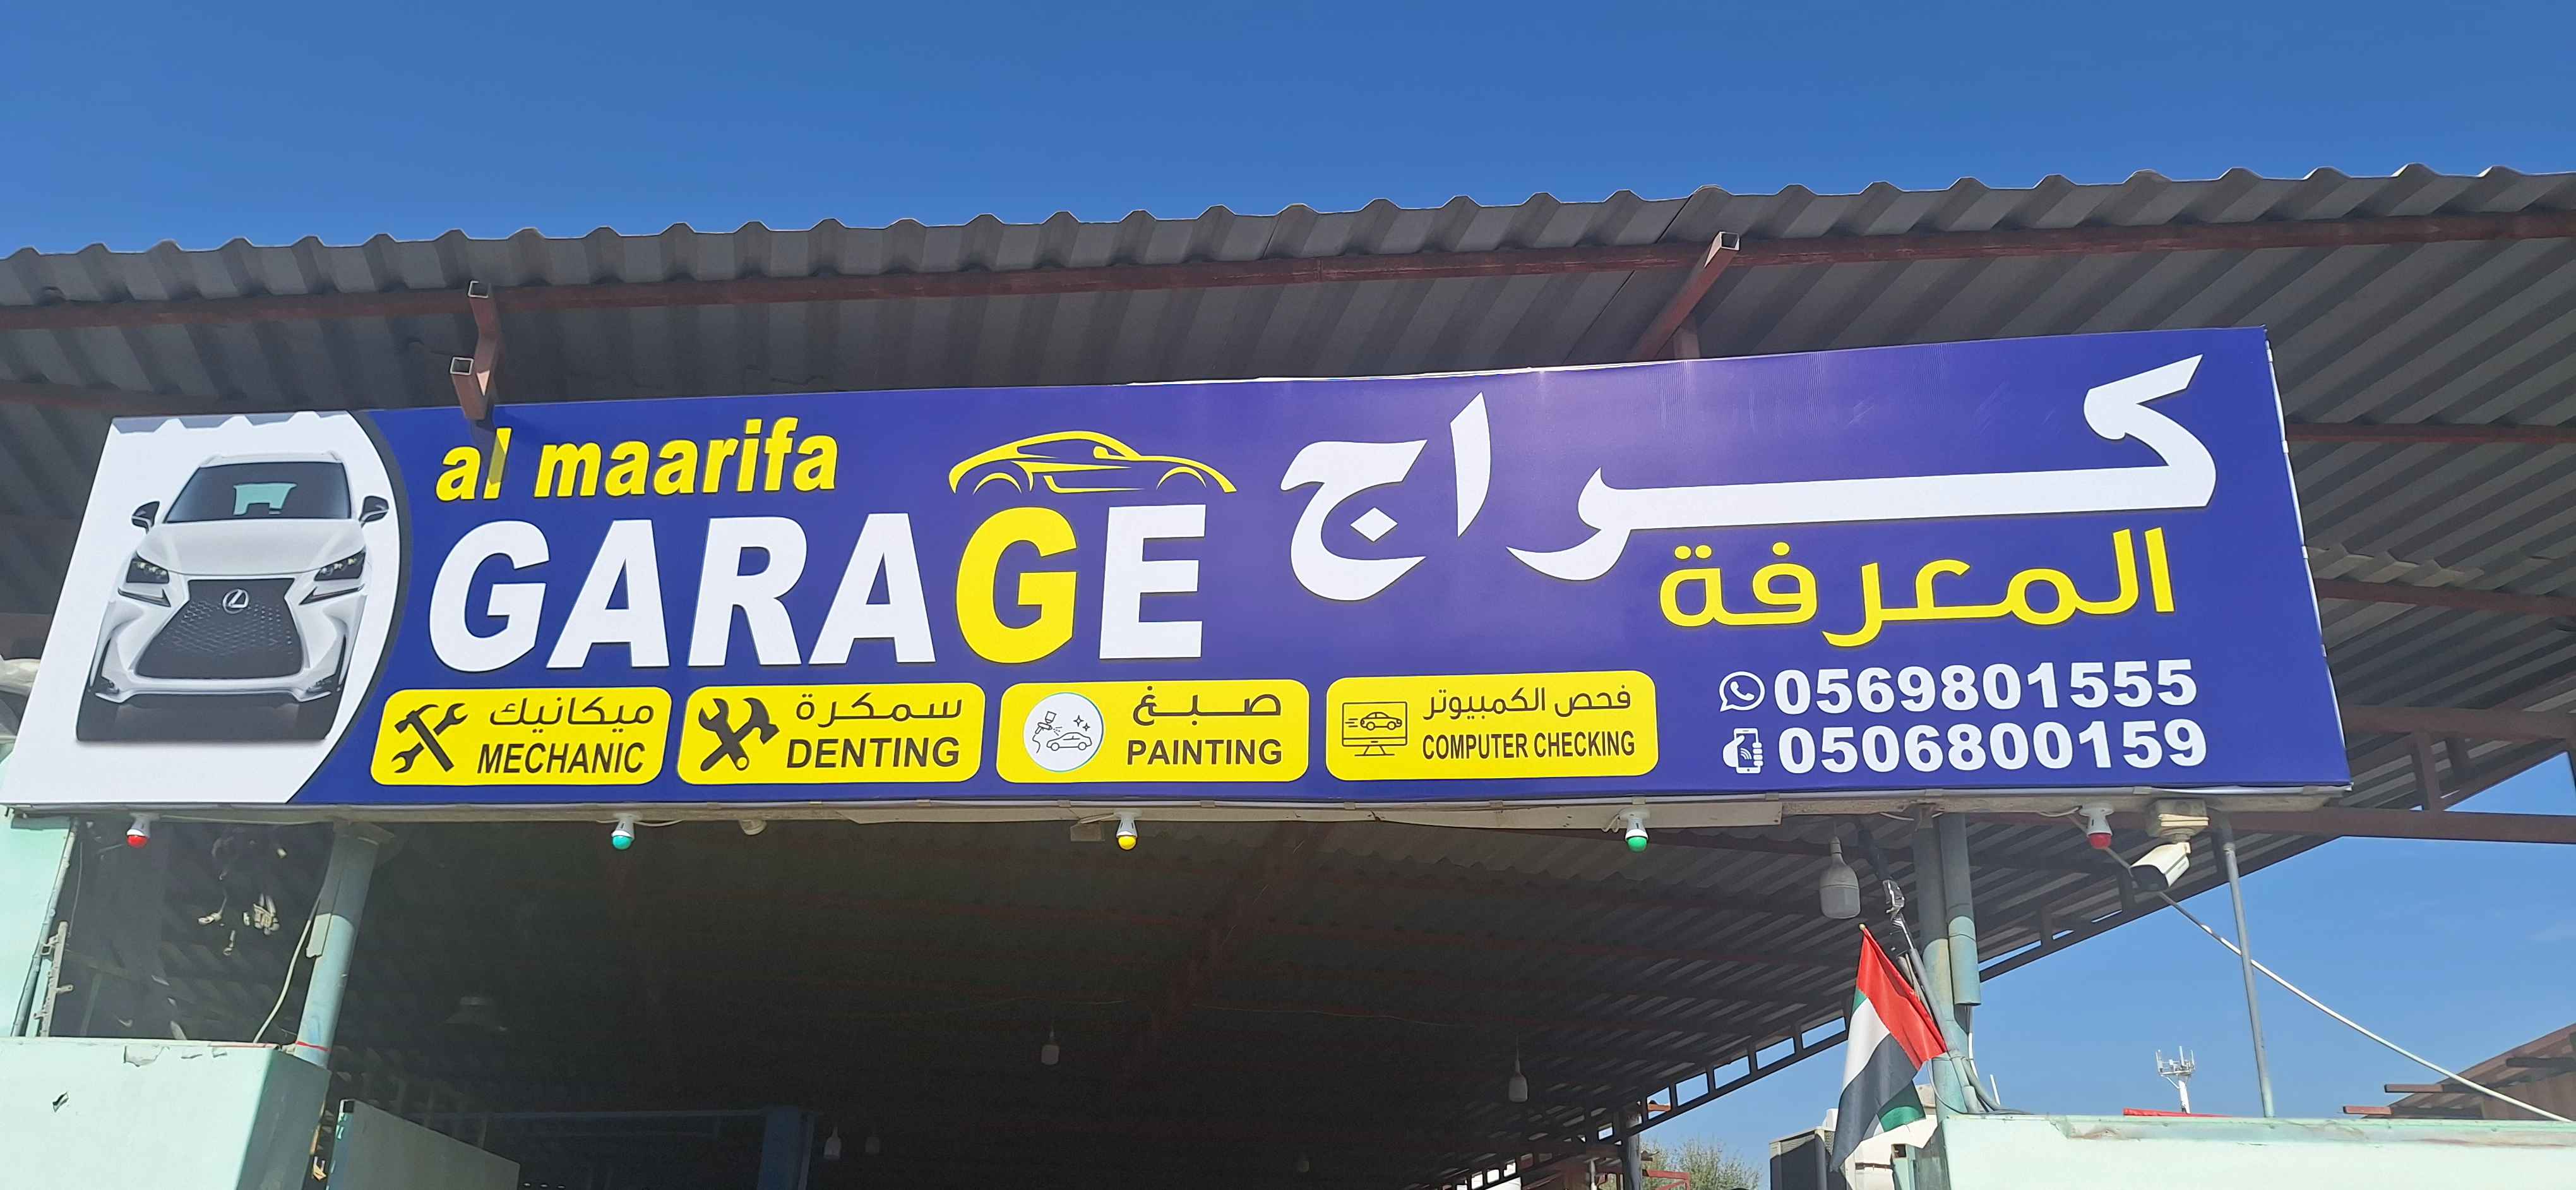 al maarifa
GARAGE
كراج
المعرفة
ميكانيك
MECHANIC
سمكرة
DENTING
صبغ
PAINTING
فحص الكمبيوتر
COMPUTER CHECKING
0569801555
0506800159